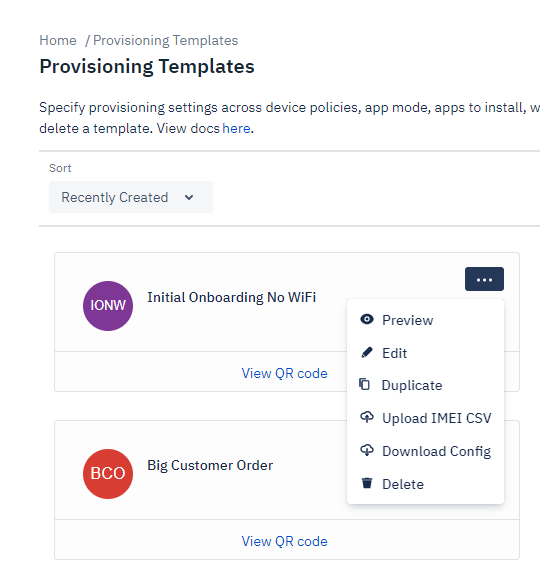 Home / Provisioning Templates
Provisioning Templates
Specify provisioning settings across device policies, app mode, apps to install, w
delete a template. View docs here.
Sort
Recently Created
IONW
Initial Onboarding No WiFi
...
Preview
Edit
Duplicate
Upload IMEI CSV
Download Config
Delete
View QR code
BCO
Big Customer Order
View QR code